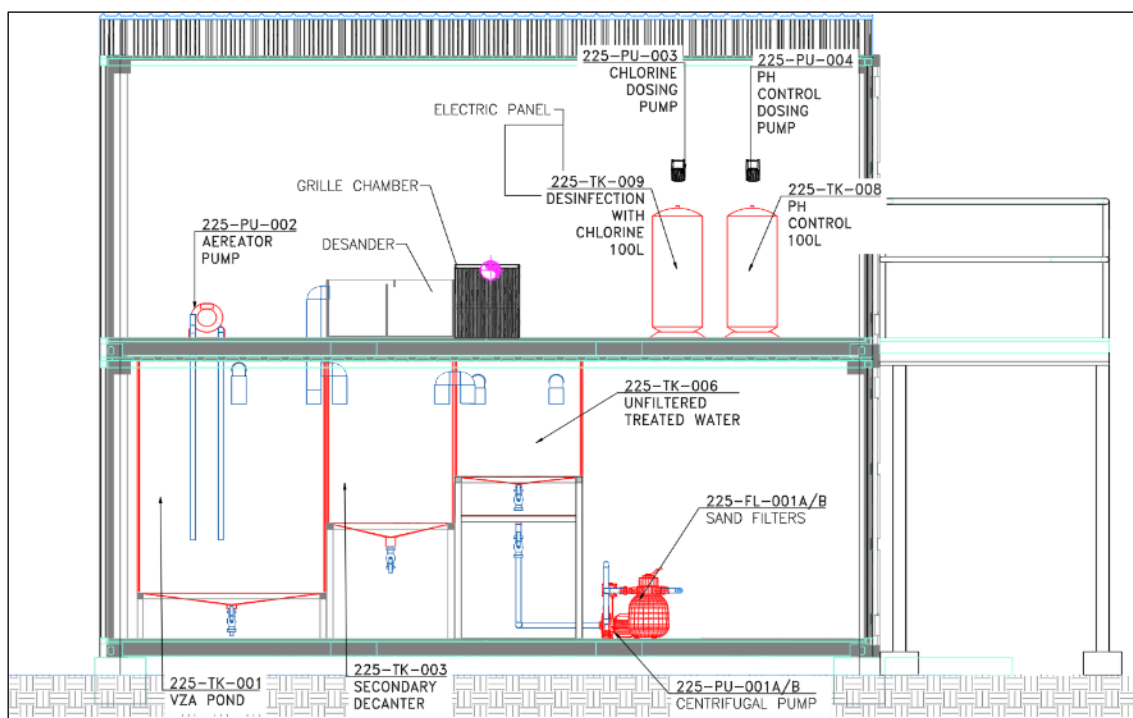 225-PU-003
CHLORINE
DOSING
PUMP
225-PU-004
PH
CONTROL
DOSING
PUMP
ELECTRIC PANEL
GRILLE CHAMBER
225-TK-009
DESINFECTION
WITH
CHLORINE
100L
225-TK-008
PH
CONTROL
100L
225-PU-002
AEREATOR
PUMP
DESANDER
225-TK-006
UNFILTERED
TREATED WATER
225-FL-001A/B
SAND FILTERS
225-TK-001
VZA POND
225-TK-003
SECONDARY
DECANTER
225-PU-001A/B
CENTRIFUGAL PUMP